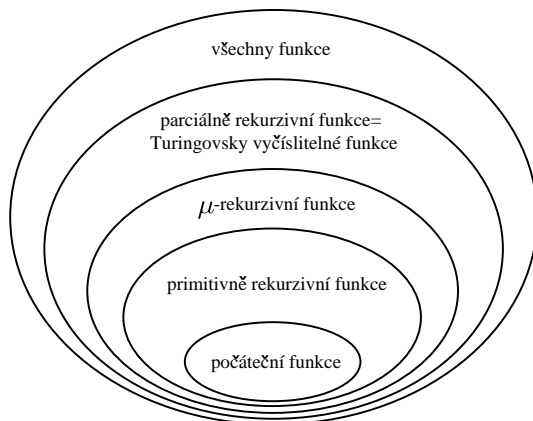 všechny funkce
parciálně rekurzivní funkce=
Turingovsky vyčíslitelné funkce
μ-rekurzivní funkce
primitivně rekurzivní funkce
počáteční funkce